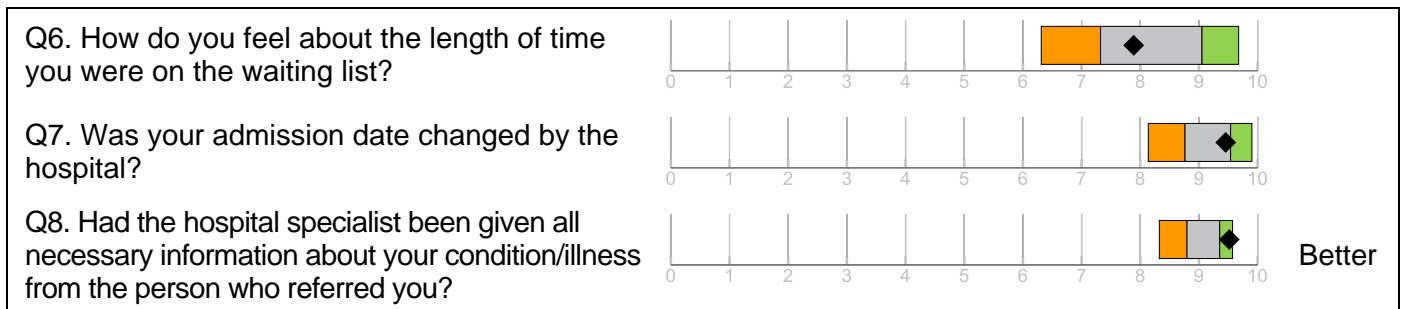 Q6. How do you feel about the length of time
you were on the waiting list?
0 1 2 3 4 5 6 7 8 9 10
Q7. Was your admission date changed by the
hospital?
0 1 2 3 4 5 6 7 8 9 10
Q8. Had the hospital specialist been given all
necessary information about your condition/illness
from the person who referred you?
0 1 2 3 4 5 6 7 8 9 10
Better